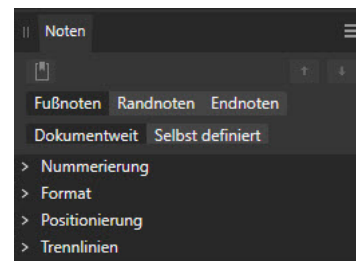 Noten
Fußnoten Randnoten Endnoten
Dokumentweit Selbst definiert
> Nummerierung
> Format
> Positionierung
> Trennlinien